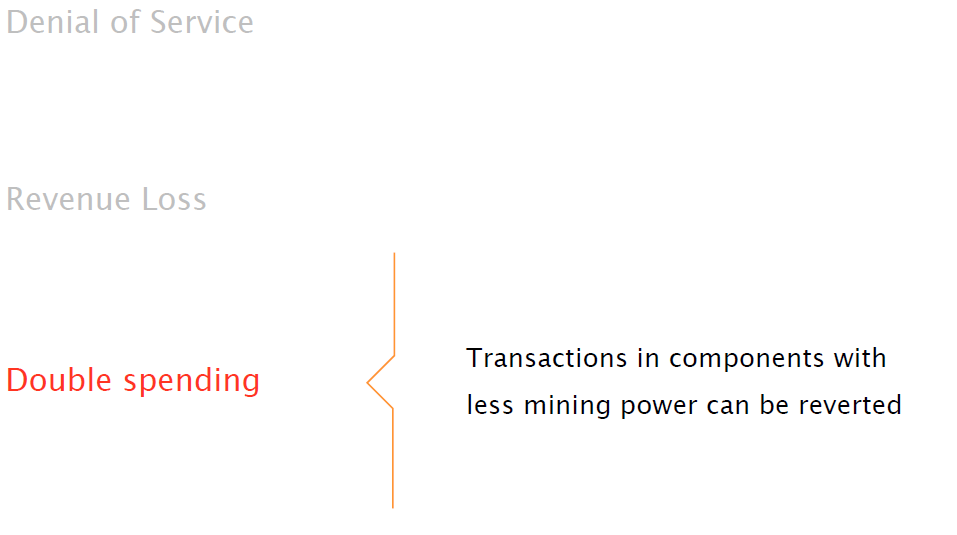 Denial of Service
Revenue Loss
Double spending
Transactions in components with
less mining power can be reverted